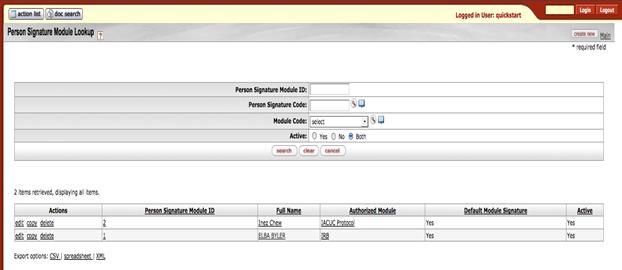 action list doc search
Logged in User: quickstart Login Logout
Person Signature Module Lookup ? create new Main
* required field
Person Signature Module ID:
Person Signature Code:
Module Code: select
Active: Yes No Both
search clear cancel
2 items retrieved, displaying all items.
Actions Person Signature Module ID Full Name Authorized Module Default Module Signature Active
edit copy delete 2 Inez Chew IACUC Protocol Yes Yes
edit copy delete 1 ELBA BYLER IRB Yes Yes
Export options: CSV | spreadsheet | XML